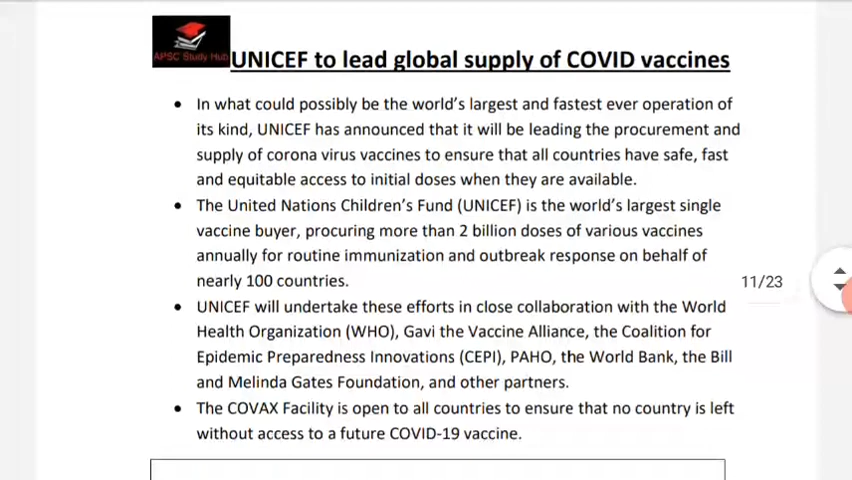 APSC Study Hub
UNICEF to lead global supply of COVID vaccines
• In what could possibly be the world's largest and fastest ever operation of
its kind, UNICEF has announced that it will be leading the procurement and
supply of corona virus vaccines to ensure that all countries have safe, fast
and equitable access to initial doses when they are available.
• The United Nations Children's Fund (UNICEF) is the world's largest single
vaccine buyer, procuring more than 2 billion doses of various vaccines
annually for routine immunization and outbreak response on behalf of
nearly 100 countries.
11/23
• UNICEF will undertake these efforts in close collaboration with the World
Health Organization (WHO), Gavi the Vaccine Alliance, the Coalition for
Epidemic Preparedness Innovations (CEPI), PAHO, the World Bank, the Bill
and Melinda Gates Foundation, and other partners.
• The COVAX Facility is open to all countries to ensure that no country is left
without access to a future COVID-19 vaccine.